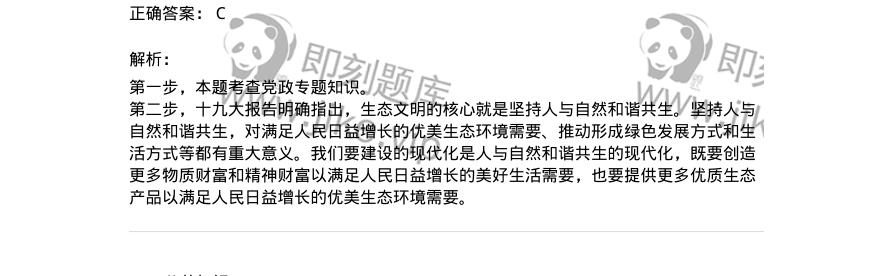 正确答案： C
解析：
第一步，本题考查党政专题知识。
第二步，十九大报告明确指出，生态文明的核心就是坚持人与自然和谐共生。坚持人与
自然和谐共生，对满足人民日益增长的优美生态环境需要、推动形成绿色发展方式和生
活方式等都有重大意义。我们要建设的现代化是人与自然和谐共生的现代化，既要创造
更多物质财富和精神财富以满足人民日益增长的美好生活需要，也要提供更多优质生态
产品以满足人民日益增长的优美生态环境需要。
即刻题库
即刻